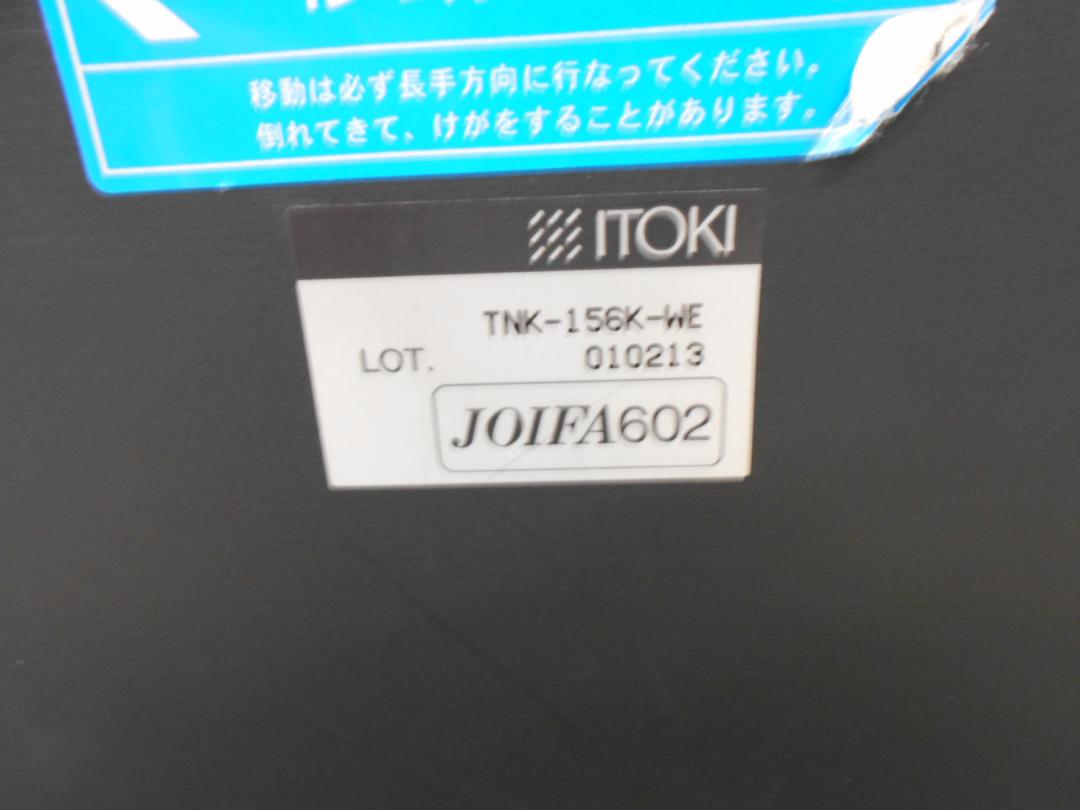 移動は必ず長手方向に行なってください。
倒れてきて、けがをすることがあります。
ITOKI
TNK-156K-WE
LOT. 010213
JOIFA602